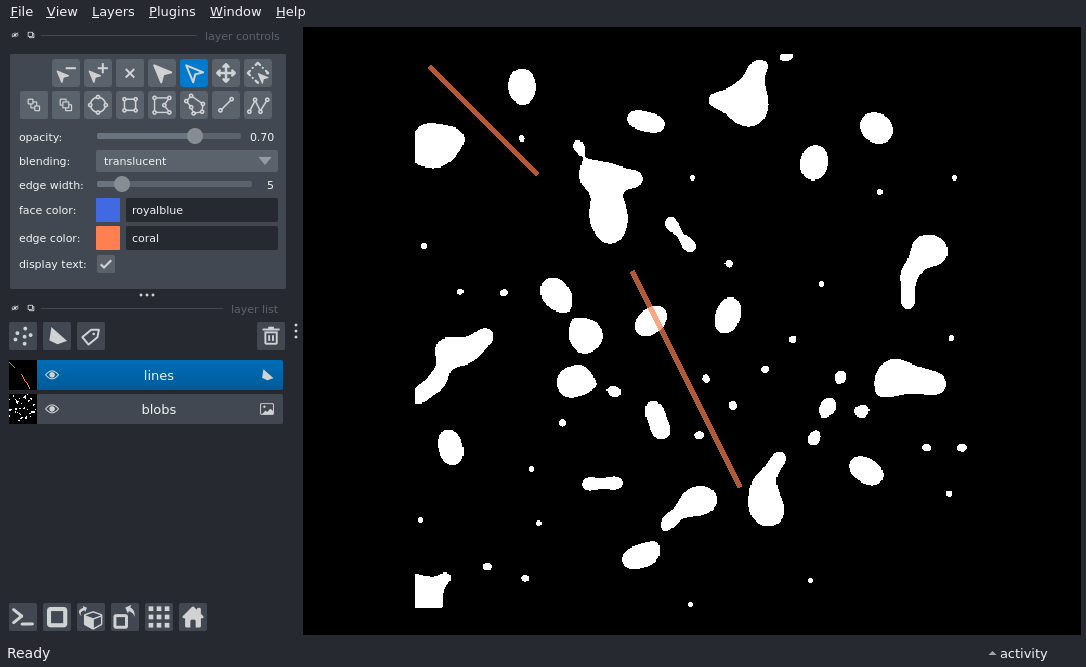 File View Layers Plugins Window Help
layer controls
opacity: 0.70
blending: translucent
edge width: 5
face color: royalblue
edge color: coral
display text:
layer list
lines
blobs
Ready
activity